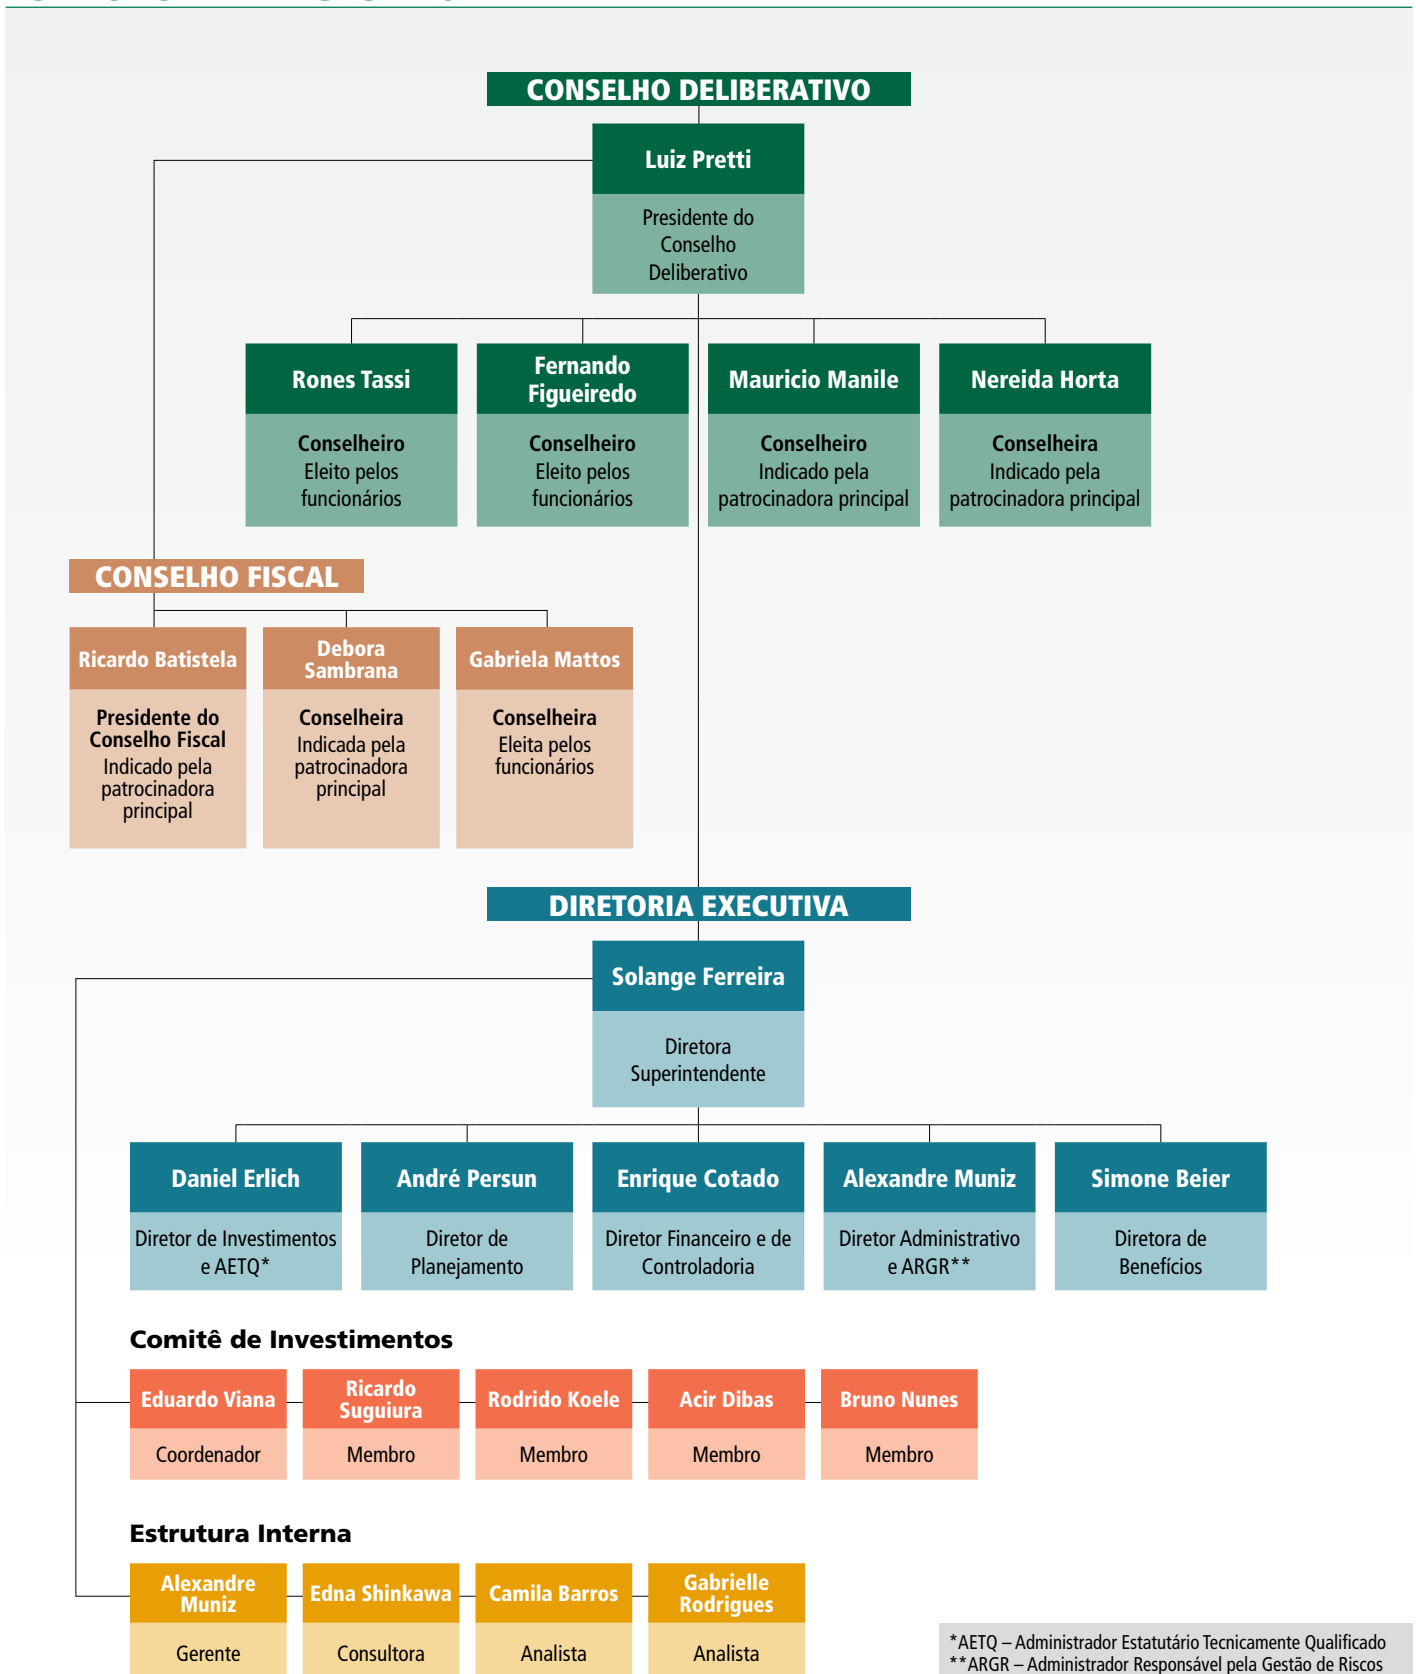 CONSELHO DELIBERATIVO
Luiz Pretti
Presidente do
Conselho
Deliberativo
Rones Tassi
Conselheiro
Eleito pelos
funcionários
Fernando
Figueiredo
Conselheiro
Eleito pelos
funcionários
Mauricio Manile
Conselheiro
Indicado pela
patrocinadora principal
Nereida Horta
Conselheira
Indicado pela
patrocinadora principal
CONSELHO FISCAL
Ricardo Batistela
Presidente do
Conselho Fiscal
Indicado pela
patrocinadora
principal
Debora
Sambrana
Conselheira
Indicada pela
patrocinadora
principal
Gabriela Mattos
Conselheira
Eleita pelos
funcionários
DIRETORIA EXECUTIVA
Solange Ferreira
Diretora
Superintendente
Daniel Erlich
Diretor de Investimentos
e AETQ*
André Persun
Diretor de
Planejamento
Enrique Cotado
Diretor Financeiro e de
Controladoria
Alexandre Muniz
Diretor Administrativo
e ARGR**
Simone Beier
Diretora de
Benefícios
Comitê de Investimentos
Eduardo Viana
Coordenador
Ricardo
Suguiura
Membro
Rodrido Koele
Membro
Acir Dibas
Membro
Bruno Nunes
Membro
Estrutura Interna
Alexandre
Muniz
Gerente
Edna Shinkawa
Consultora
Camila Barros
Analista
Gabrielle
Rodrigues
Analista
*AETQ – Administrador Estatutário Tecnicamente Qualificado
**ARGR – Administrador Responsável pela Gestão de Riscos